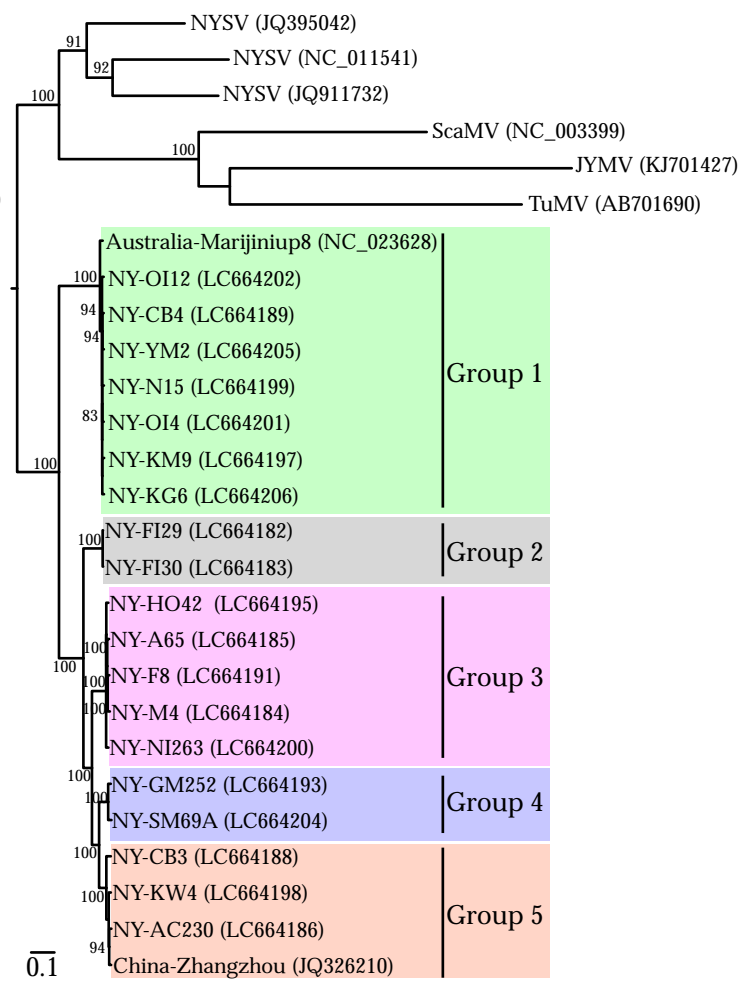 NYSV (JQ395042)
91
NYSV (NC_011541)
92
NYSV (JQ911732)
100
ScaMV (NC_003399)
100
JYMV (KJ701427)
TuMV (AB701690)
Australia-Marijiniup8 (NC_023628)
100
NY-OI12 (LC664202)
94
NY-CB4 (LC664189)
94
NY-YM2 (LC664205)
Group 1
NY-N15 (LC664199)
83
NY-OI4 (LC664201)
NY-KM9 (LC664197)
100
NY-KG6 (LC664206)
NY-FI29 (LC664182)
100
Group 2
NY-FI30 (LC664183)
NY-HO42 (LC664195)
NY-A65 (LC664185)
100
100
NY-F8 (LC664191)
Group 3
100
NY-M4 (LC664184)
100
NY-NI263 (LC664200)
100
NY-GM252 (LC664193)
100
Group 4
NY-SM69A (LC664204)
100
NY-CB3 (LC664188)
NY-KW4 (LC664198)
100
Group 5
NY-AC230 (LC664186)
94
China-Zhangzhou (JQ326210)
0.1